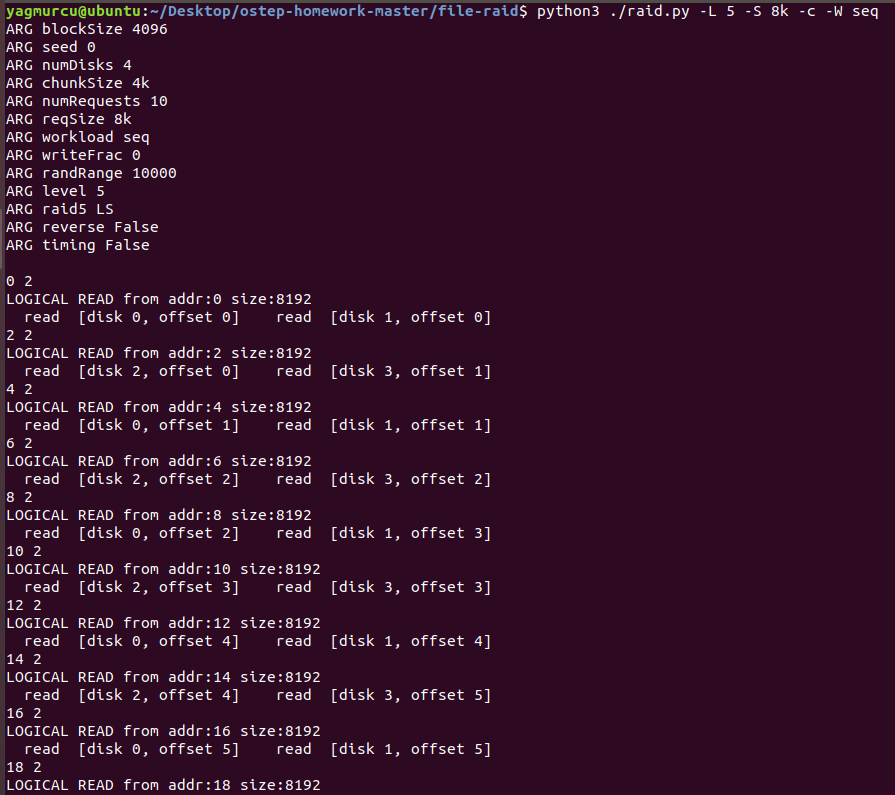 yagmurcu@ubuntu:~/Desktop/ostep-homework-master/file-raid$ python3 ./raid.py -L 5 -S 8k -c -W seq
ARG blockSize 4096
ARG seed 0
ARG numDisks 4
ARG chunkSize 4k
ARG numRequests 10
ARG reqSize 8k
ARG workload seq
ARG writeFrac 0
ARG randRange 10000
ARG level 5
ARG raid5 LS
ARG reverse False
ARG timing False

0 2
LOGICAL READ from addr:0 size:8192
  read  [disk 0, offset 0]    read  [disk 1, offset 0]
2 2
LOGICAL READ from addr:2 size:8192
  read  [disk 2, offset 0]    read  [disk 3, offset 1]
4 2
LOGICAL READ from addr:4 size:8192
  read  [disk 0, offset 1]    read  [disk 1, offset 1]
6 2
LOGICAL READ from addr:6 size:8192
  read  [disk 2, offset 2]    read  [disk 3, offset 2]
8 2
LOGICAL READ from addr:8 size:8192
  read  [disk 0, offset 2]    read  [disk 1, offset 3]
10 2
LOGICAL READ from addr:10 size:8192
  read  [disk 2, offset 3]    read  [disk 3, offset 3]
12 2
LOGICAL READ from addr:12 size:8192
  read  [disk 0, offset 4]    read  [disk 1, offset 4]
14 2
LOGICAL READ from addr:14 size:8192
  read  [disk 2, offset 4]    read  [disk 3, offset 5]
16 2
LOGICAL READ from addr:16 size:8192
  read  [disk 0, offset 5]    read  [disk 1, offset 5]
18 2
LOGICAL READ from addr:18 size:8192